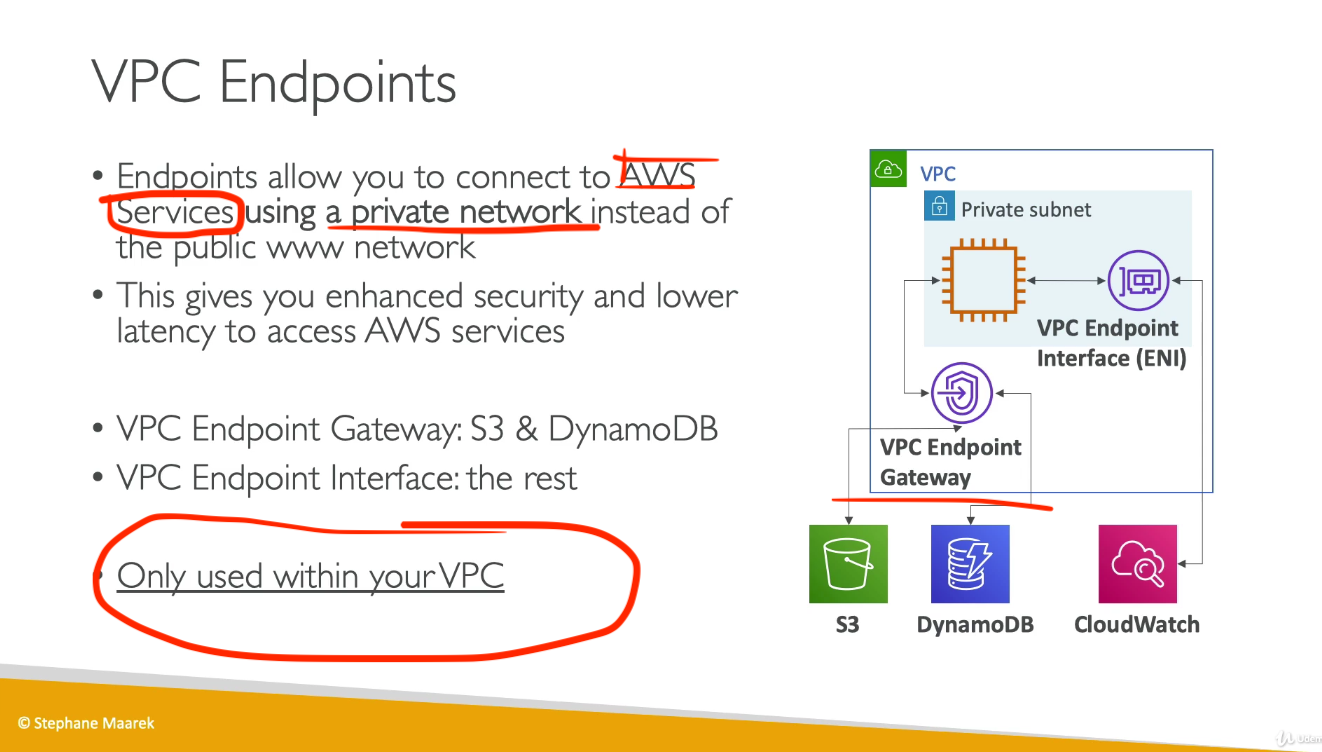 VPC Endpoints
• Endpoints allow you to connect to AWS
Services using a private network instead of
the public www network
• This gives you enhanced security and lower
latency to access AWS services
• VPC Endpoint Gateway: S3 & DynamoDB
• VPC Endpoint Interface: the rest
• Only used within your VPC
VPC
Private subnet
VPC Endpoint
Interface (ENI)
VPC Endpoint
Gateway
S3
DynamoDB
CloudWatch
© Stephane Maarek
Udem